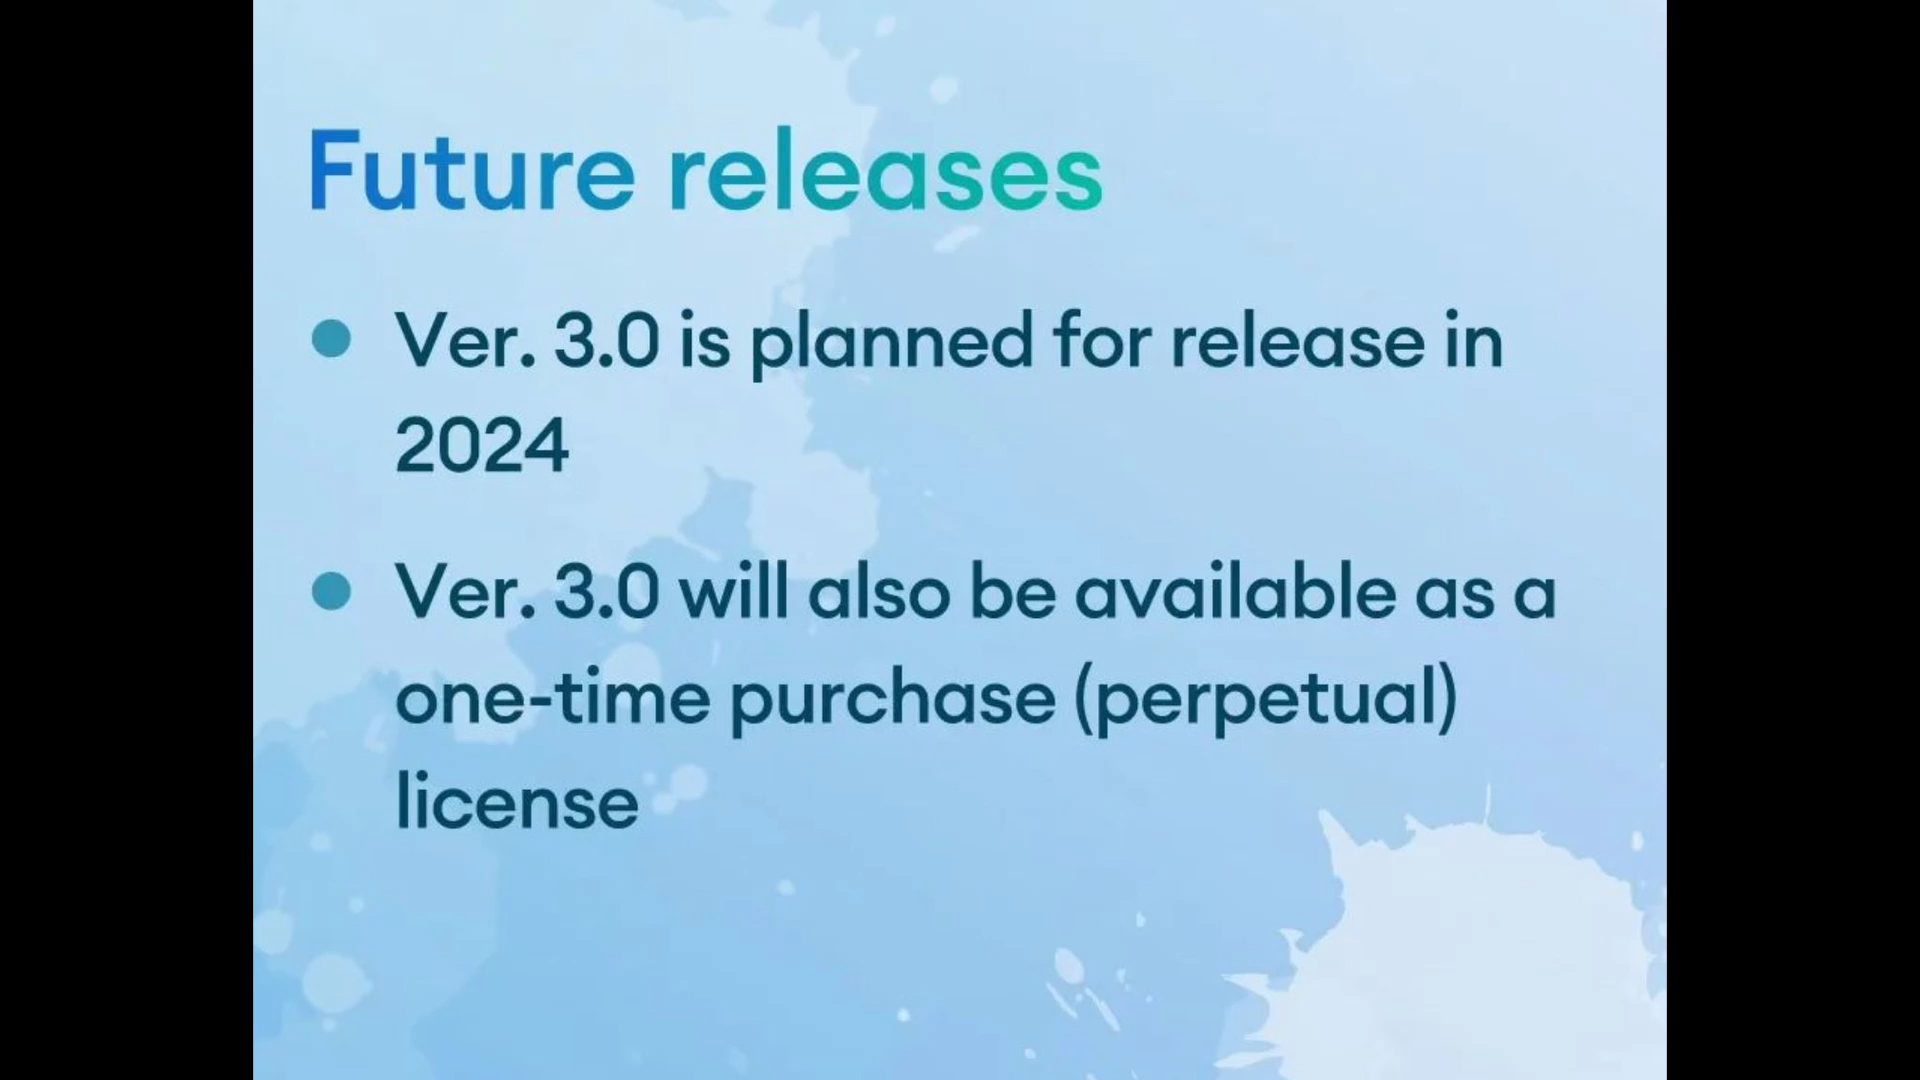 Future releases
Ver. 3.0 is planned for release in
2024
Ver. 3.0 will also be available as a
one-time purchase (perpetual)
license